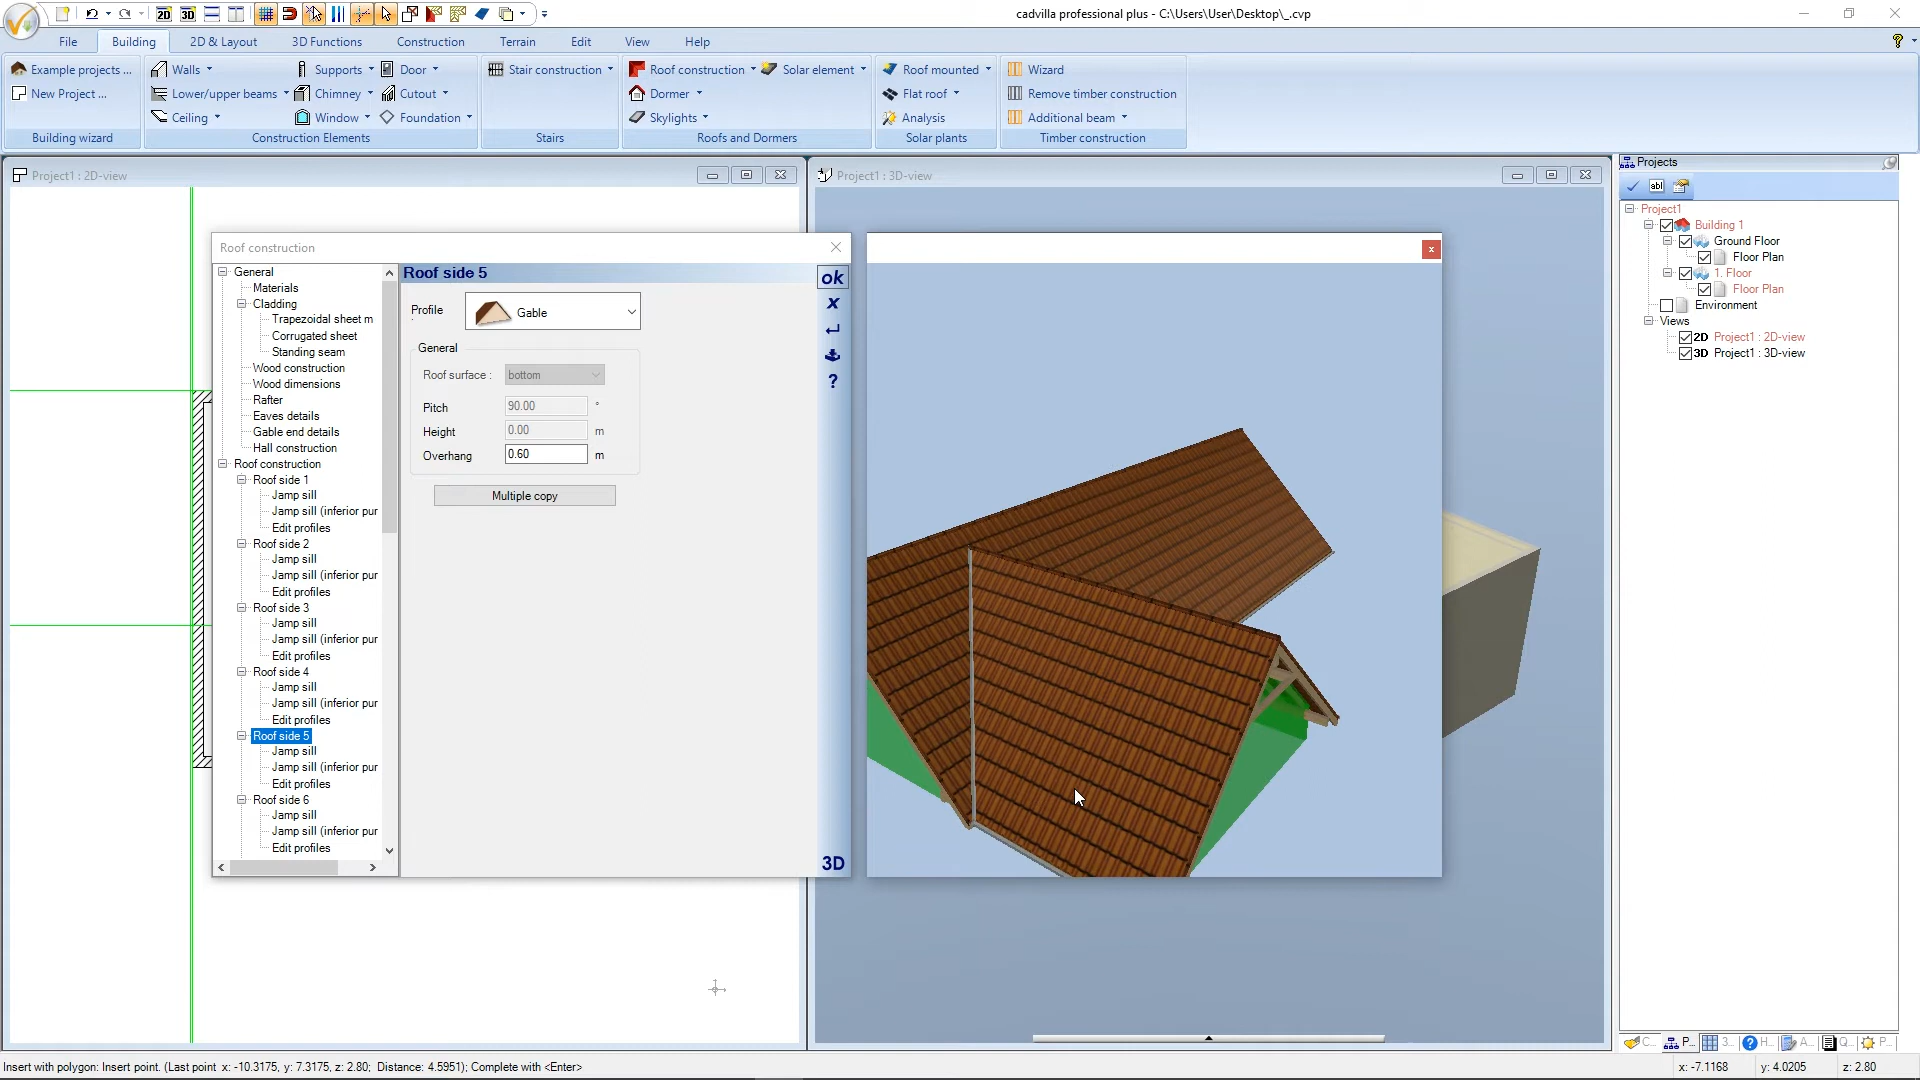 cadvilla professional plus - C:\Users\User\Desktop\_.cvp
2D 3D
File Building 2D & Layout 3D Functions Construction Terrain Edit View Help ?
Example projects ... Walls Supports Door Stair construction Roof construction Solar element Roof mounted Wizard
New Project ... Lower/upper beams Chimney Cutout Dormer Flat roof Remove timber construction
Ceiling Window Foundation Skylights Analysis Additional beam
Building wizard Construction Elements Stairs Roofs and Dormers Solar plants Timber construction
Project1 : 2D-view
Project1 : 3D-view
Projects
abl
Project1
Building 1
Ground Floor
Floor Plan
1. Floor
Floor Plan
Environment
Views
2D Project1 : 2D-view
3D Project1 : 3D-view
Roof construction
General
Materials
Cladding
Trapezoidal sheet m
Corrugated sheet
Standing seam
Wood construction
Wood dimensions
Rafter
Eaves details
Gable end details
Hall construction
Roof construction
Roof side 1
Jamp sill
Jamp sill (inferior pur
Edit profiles
Roof side 2
Jamp sill
Jamp sill (inferior pur
Edit profiles
Roof side 3
Jamp sill
Jamp sill (inferior pur
Edit profiles
Roof side 4
Jamp sill
Jamp sill (inferior pur
Edit profiles
Roof side 5
Jamp sill
Jamp sill (inferior pur
Edit profiles
Roof side 6
Jamp sill
Jamp sill (inferior pur
Edit profiles
Roof side 5
Profile :
Gable
General
Roof surface : bottom
Pitch 90.00 °
Height 0.00 m
Overhang 0.60 m
Multiple copy
ok
x
?
3D
C... P... 3... H... A... Q... P...
Insert with polygon: Insert point. (Last point x: -10.3175, y: 7.3175, z: 2.80; Distance: 4.5951); Complete with <Enter>
x: -7.1168 y: 4.0205 z: 2.80